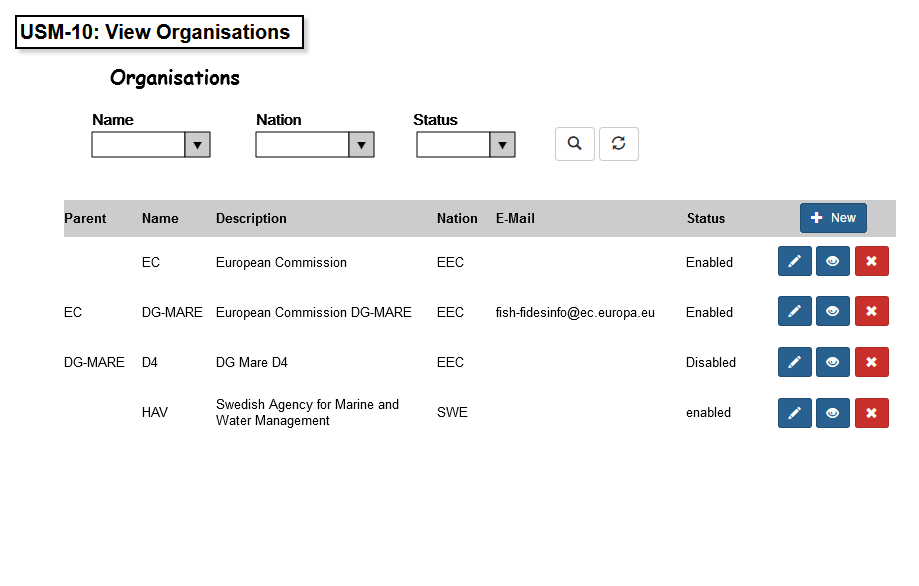 USM-10: View Organisations
Organisations
Name Nation Status
Parent Name Description Nation E-Mail Status New
EC European Commission EEC Enabled
EC DG-MARE European Commission DG-MARE EEC fish-fidesinfo@ec.europa.eu Enabled
DG-MARE D4 DG Mare D4 EEC Disabled
HAV Swedish Agency for Marine and Water Management SWE enabled